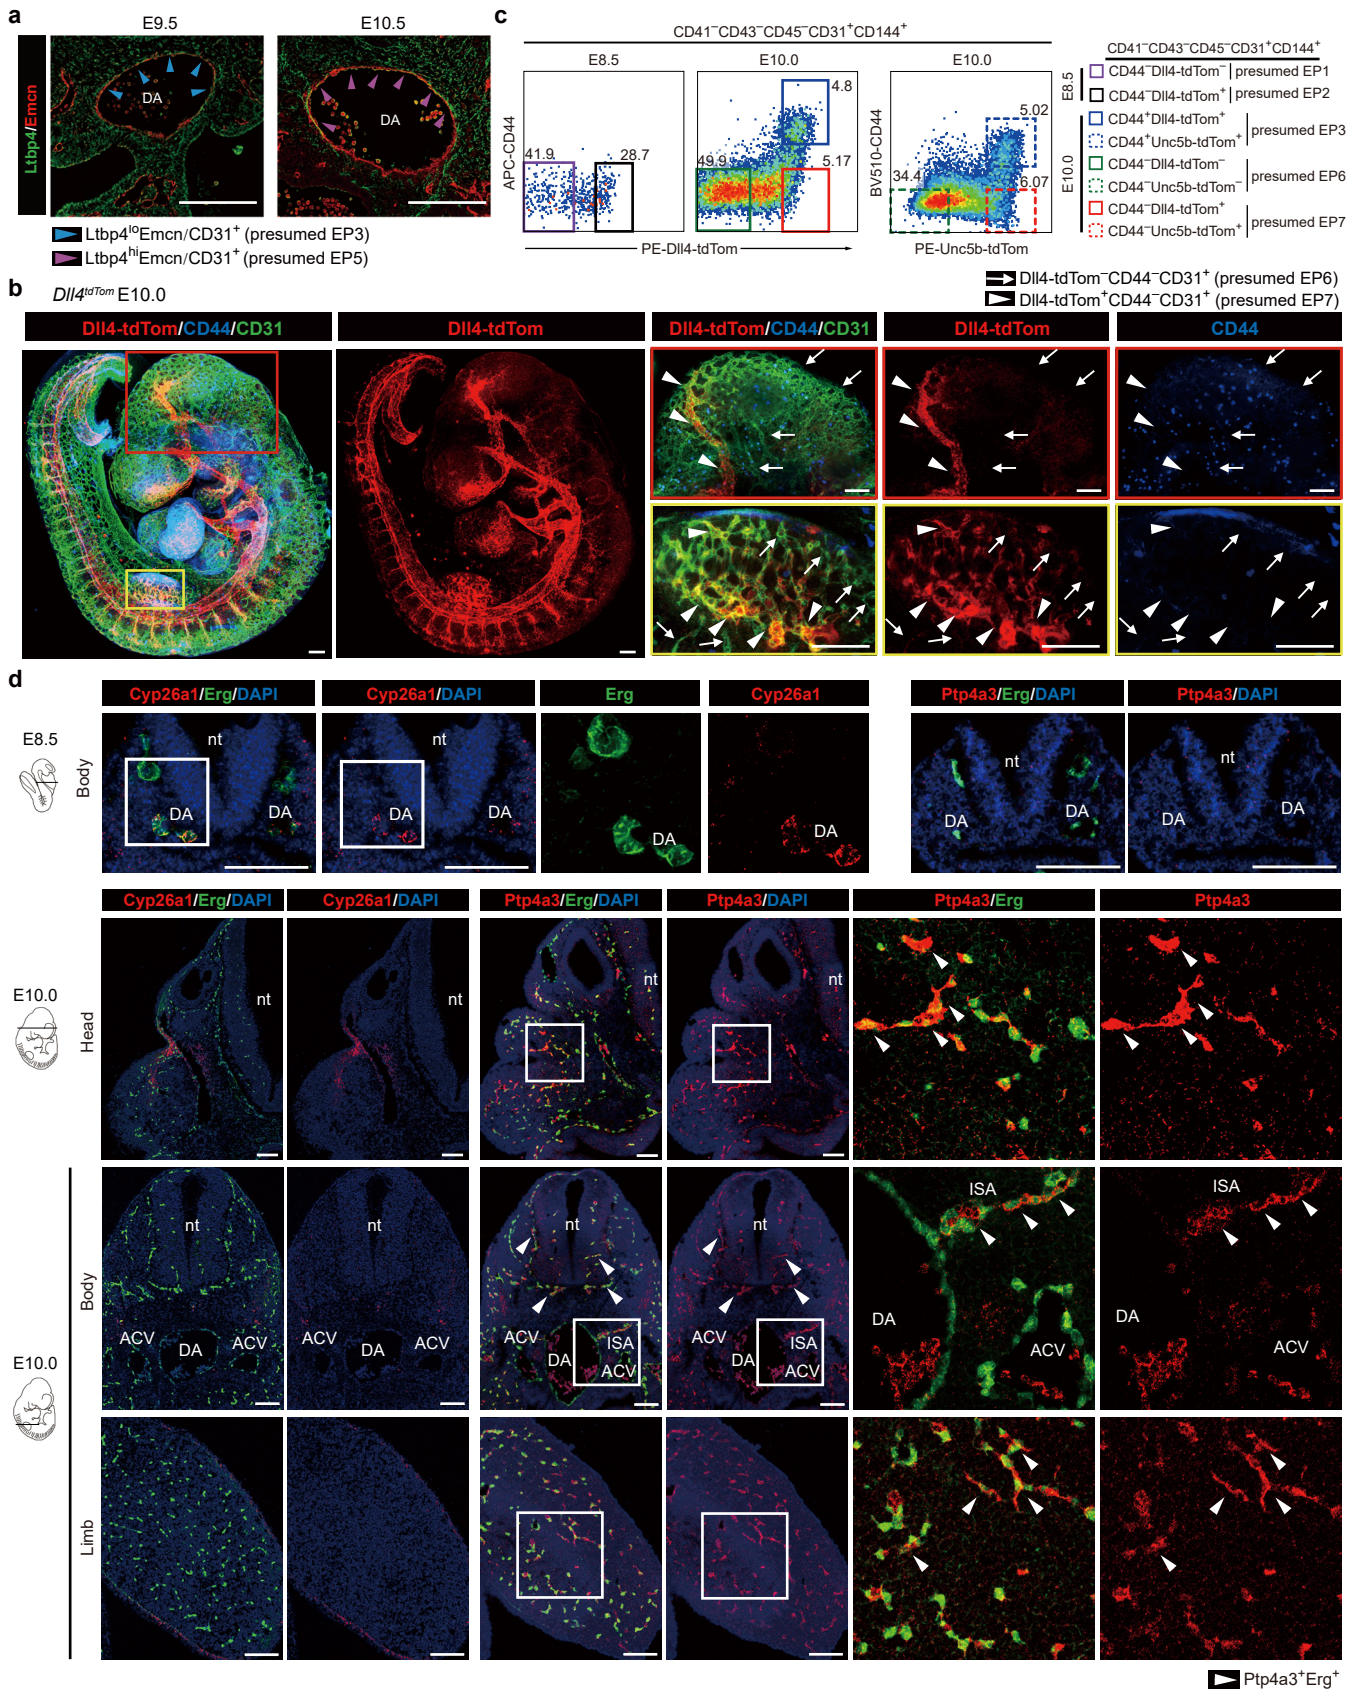 a
E9.5
E10.5
Ltbp4/Emcn
DA
DA
Ltbp4loEmcn/CD31+ (presumed EP3)
Ltbp4hiEmcn/CD31+ (presumed EP5)
c
CD41−CD43−CD45−CD31+CD144+
E8.5
E10.0
E10.0
APC-CD44
41.9
28.7
4.8
49.9
5.17
BV510-CD44
5.02
34.4
6.07
PE-Dll4-tdTom
PE-Unc5b-tdTom
CD41−CD43−CD45−CD31+CD144+
E8.5
CD44−Dll4-tdTom− presumed EP1
CD44−Dll4-tdTom+ presumed EP2
E10.0
CD44+Dll4-tdTom+
CD44+Unc5b-tdTom+
presumed EP3
CD44−Dll4-tdTom−
CD44−Unc5b-tdTom−
presumed EP6
CD44−Dll4-tdTom+
CD44−Unc5b-tdTom+
presumed EP7
b
Dll4tdTom E10.0
Dll4-tdTom−CD44−CD31+ (presumed EP6)
Dll4-tdTom+CD44−CD31+ (presumed EP7)
Dll4-tdTom/CD44/CD31
Dll4-tdTom
Dll4-tdTom/CD44/CD31
Dll4-tdTom
CD44
d
Cyp26a1/Erg/DAPI
Cyp26a1/DAPI
Erg
Cyp26a1
Ptp4a3/Erg/DAPI
Ptp4a3/DAPI
E8.5
Body
nt
DA
DA
nt
DA
DA
DA
DA
nt
DA
DA
nt
DA
DA
Cyp26a1/Erg/DAPI
Cyp26a1/DAPI
Ptp4a3/Erg/DAPI
Ptp4a3/DAPI
Ptp4a3/Erg
Ptp4a3
E10.0
Head
nt
nt
nt
nt
E10.0
Body
nt
ACV
DA
ACV
nt
ACV
DA
ACV
nt
ACV
DA
ISA
ACV
nt
ACV
DA
ISA
ACV
ISA
DA
ACV
ISA
DA
ACV
Limb
Ptp4a3+Erg+